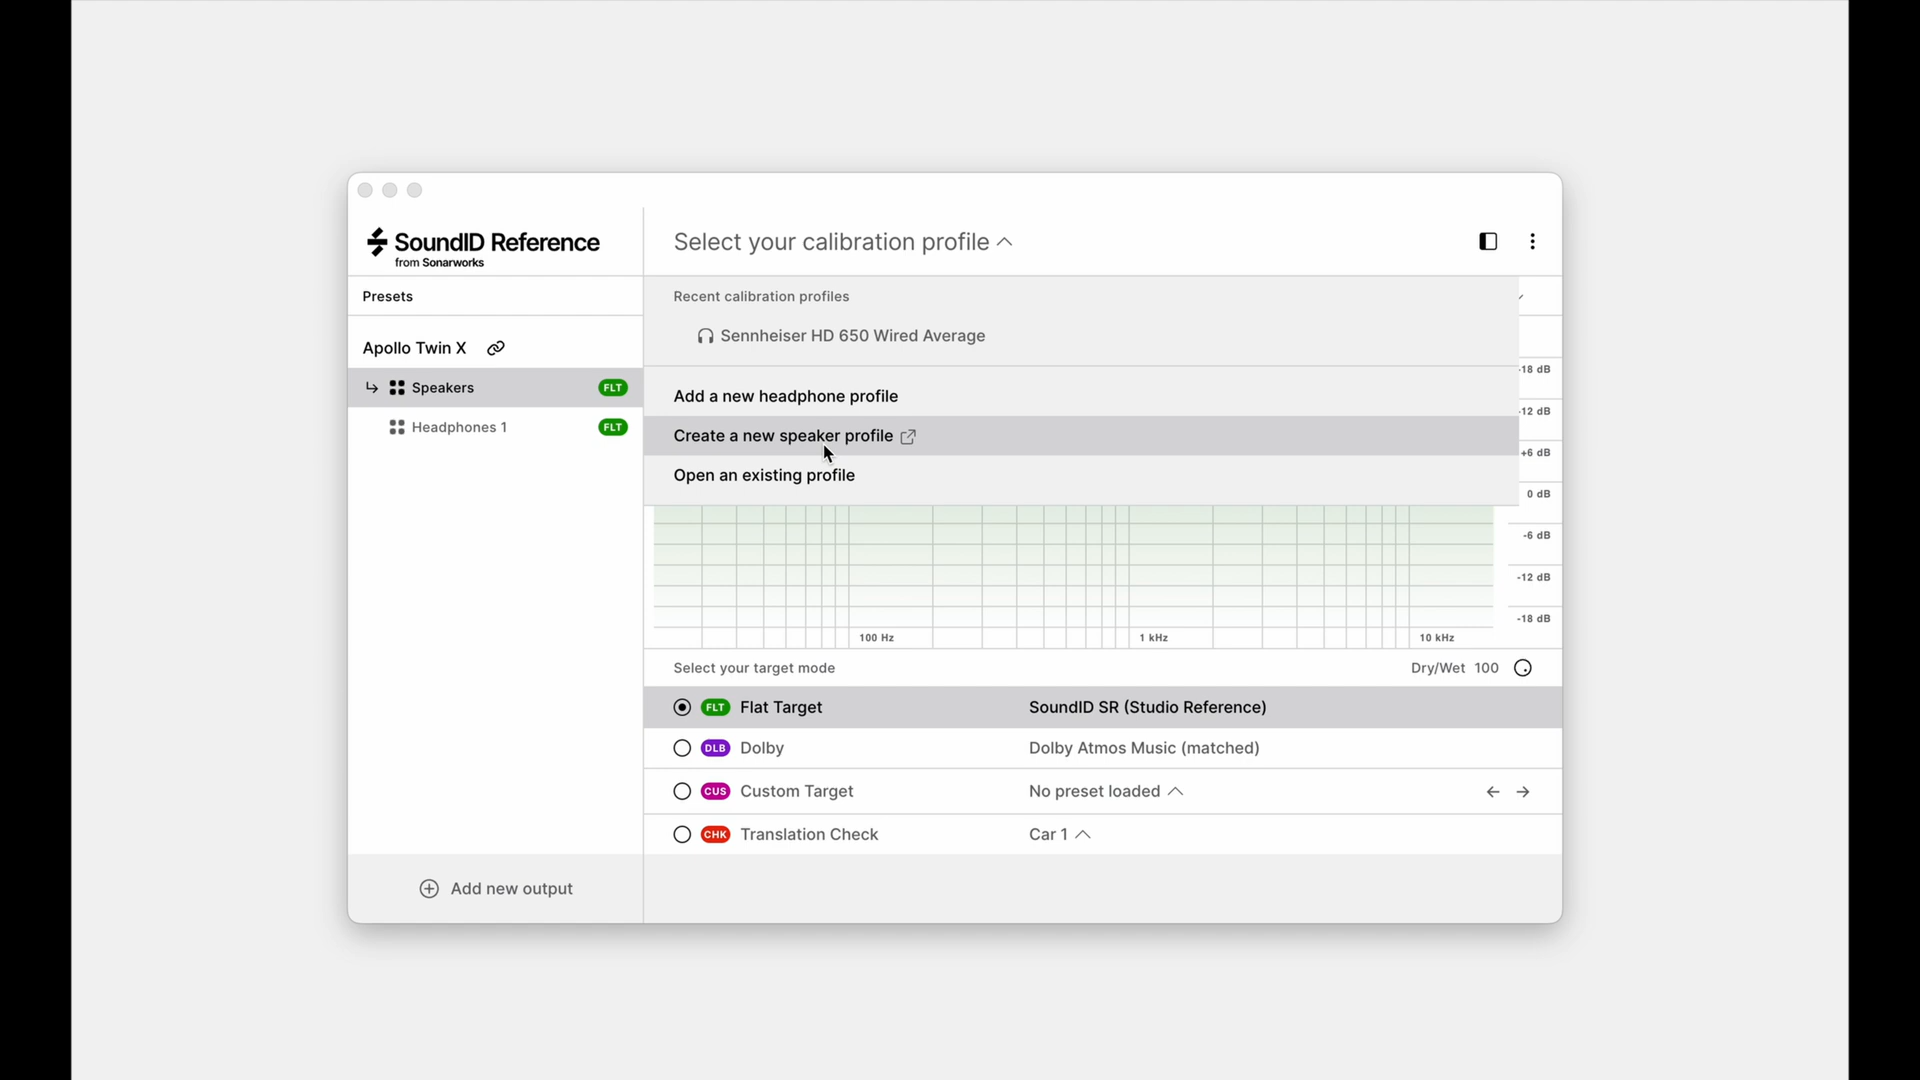 SoundID Reference
from Sonarworks
Select your calibration profile
Presets
Recent calibration profiles
Sennheiser HD 650 Wired Average
Apollo Twin X
Speakers FLT
Headphones 1 FLT
Add a new headphone profile
Create a new speaker profile
Open an existing profile
-18 dB
-12 dB
+6 dB
0 dB
-6 dB
-12 dB
-18 dB
100 Hz 1 kHz 10 kHz
Select your target mode Dry/Wet 100
FLT Flat Target SoundID SR (Studio Reference)
DLB Dolby Dolby Atmos Music (matched)
CUS Custom Target No preset loaded
CHK Translation Check Car 1
Add new output